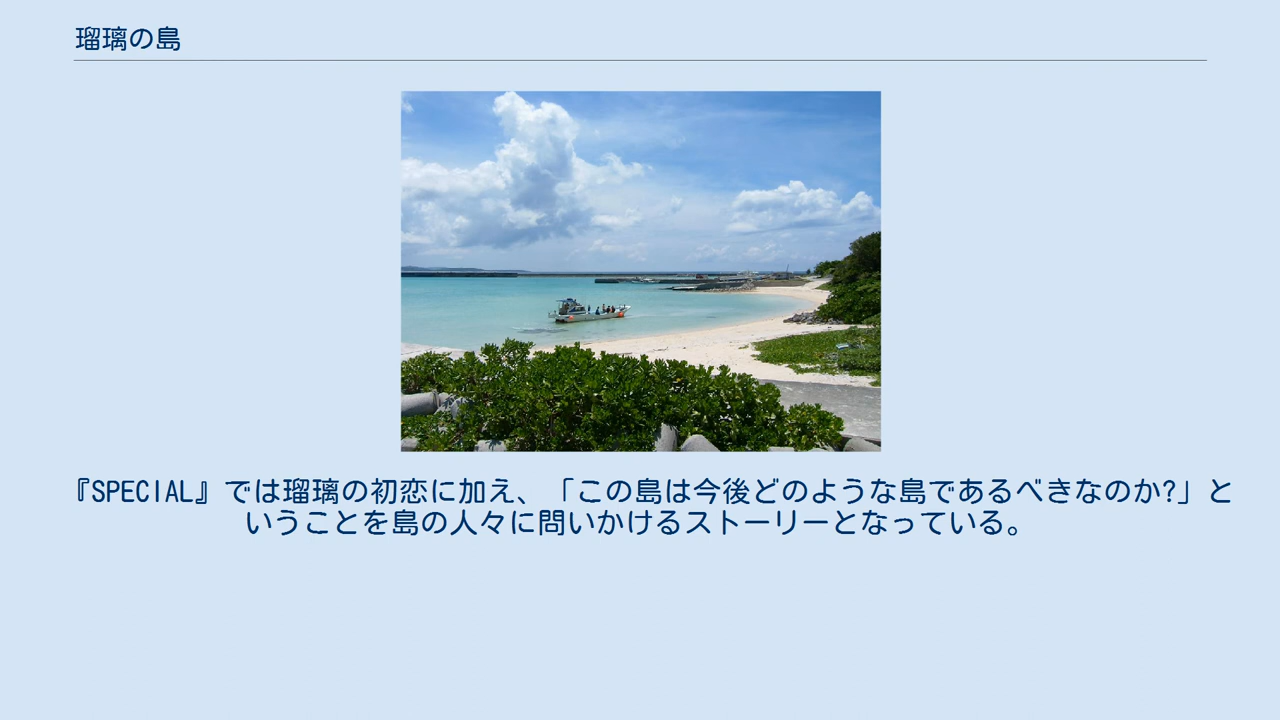 瑠璃の島
『SPECIAL』では瑠璃の初恋に加え、「この島は今後どのような島であるべきなのか?」と
いうことを島の人々に問いかけるストーリーとなっている。